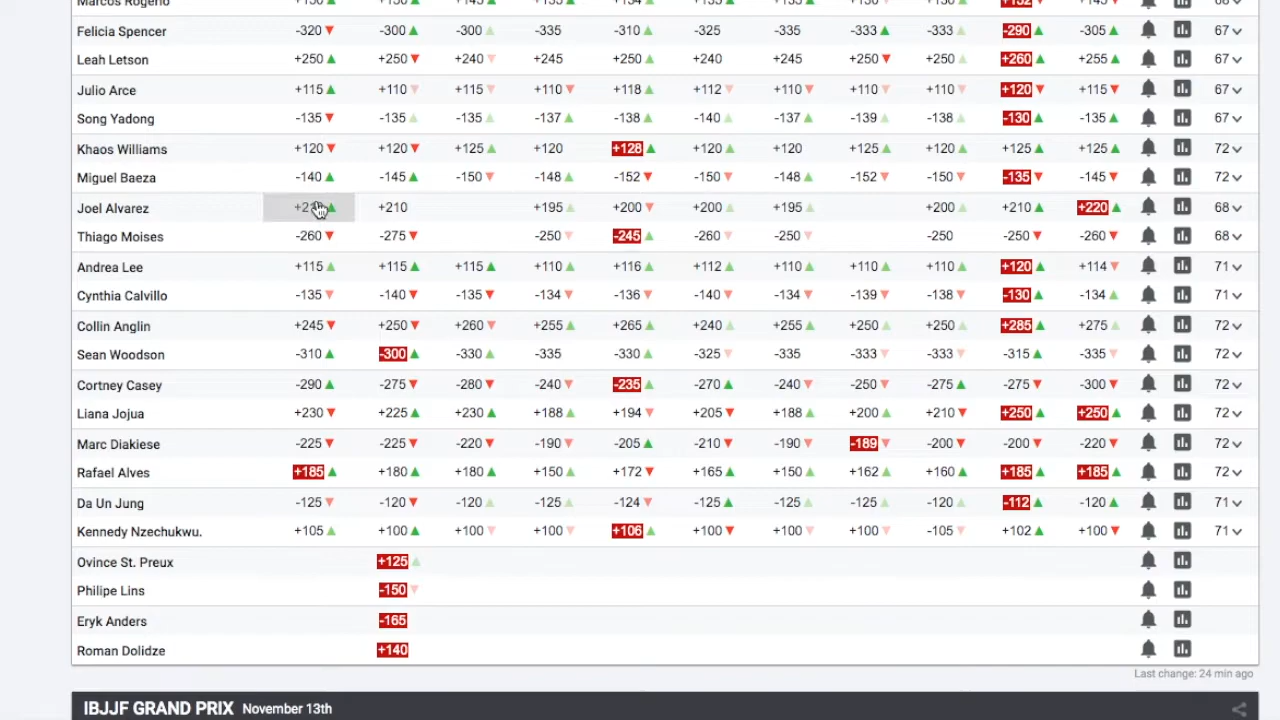 Marcos Rogerio
Felicia Spencer -320▼ -300▲ -300▲ -335 -310▲ -325 -335 -333▲ -333▲ -290▲ -305▲ 67
Leah Letson +250▲ +250▼ +240▼ +245 +250▲ +240 +245 +250▼ +250▲ +260▲ +255▲ 67
Julio Arce +115▲ +110▼ +115▼ +110▼ +118▲ +112▼ +110▼ +110▼ +110▼ +120▼ +115▼ 67
Song Yadong -135▼ -135▲ -135▲ -137▲ -138▲ -140▲ -137▲ -139▲ -138▲ -130▲ -135▲ 67
Khaos Williams +120▼ +120▼ +125▲ +120 +128▲ +120▲ +120 +125▲ +120▲ +125▲ +125▲ 72
Miguel Baeza -140▲ -145▲ -150▼ -148▲ -152▼ -150▼ -148▲ -152▼ -150▼ -135▼ -145▼ 72
Joel Alvarez +210 +195▲ +200▼ +200▲ +195▲ +200▲ +210▲ +220▲ 68
Thiago Moises -260▼ -275▼ -250▼ -245▲ -260▼ -250▼ -250 -250▼ -260▼ 68
Andrea Lee +115▲ +115▲ +115▲ +110▲ +116▲ +112▲ +110▲ +110▲ +110▲ +120▲ +114▼ 71
Cynthia Calvillo -135▼ -140▼ -135▼ -134▼ -136▼ -140▼ -134▼ -139▼ -138▼ -130▲ -134▲ 71
Collin Anglin +245▼ +250▼ +260▼ +255▲ +265▲ +240▲ +255▲ +250▲ +250▲ +285▲ +275▲ 72
Sean Woodson -310▲ -300▲ -330▲ -335 -330▲ -325▼ -335 -333▼ -333▼ -315▲ -335▼ 72
Cortney Casey -290▲ -275▼ -280▼ -240▼ -235▲ -270▲ -240▼ -250▼ -275▲ -275▼ -300▼ 72
Liana Jojua +230▼ +225▲ +230▲ +188▲ +194▼ +205▼ +188▲ +200▲ +210▼ +250▲ +250▲ 72
Marc Diakiese -225▼ -225▼ -220▼ -190▼ -205▲ -210▼ -190▼ -189▼ -200▼ -200▼ -220▼ 72
Rafael Alves +185▲ +180▲ +180▲ +150▲ +172▼ +165▲ +150▲ +162▲ +160▲ +185▲ +185▲ 72
Da Un Jung -125▼ -120▼ -120▲ -125▲ -124▼ -125▲ -125▲ -125▲ -120▲ -112▲ -120▲ 71
Kennedy Nzechukwu. +105▲ +100▲ +100▼ +100▼ +106▲ +100▼ +100▼ +100▼ -105▼ +102▲ +100▼ 71
Ovince St. Preux +125▲
Philipe Lins -150▼
Eryk Anders -165
Roman Dolidze +140
Last change: 24 min ago
IBJJF GRAND PRIX November 13th